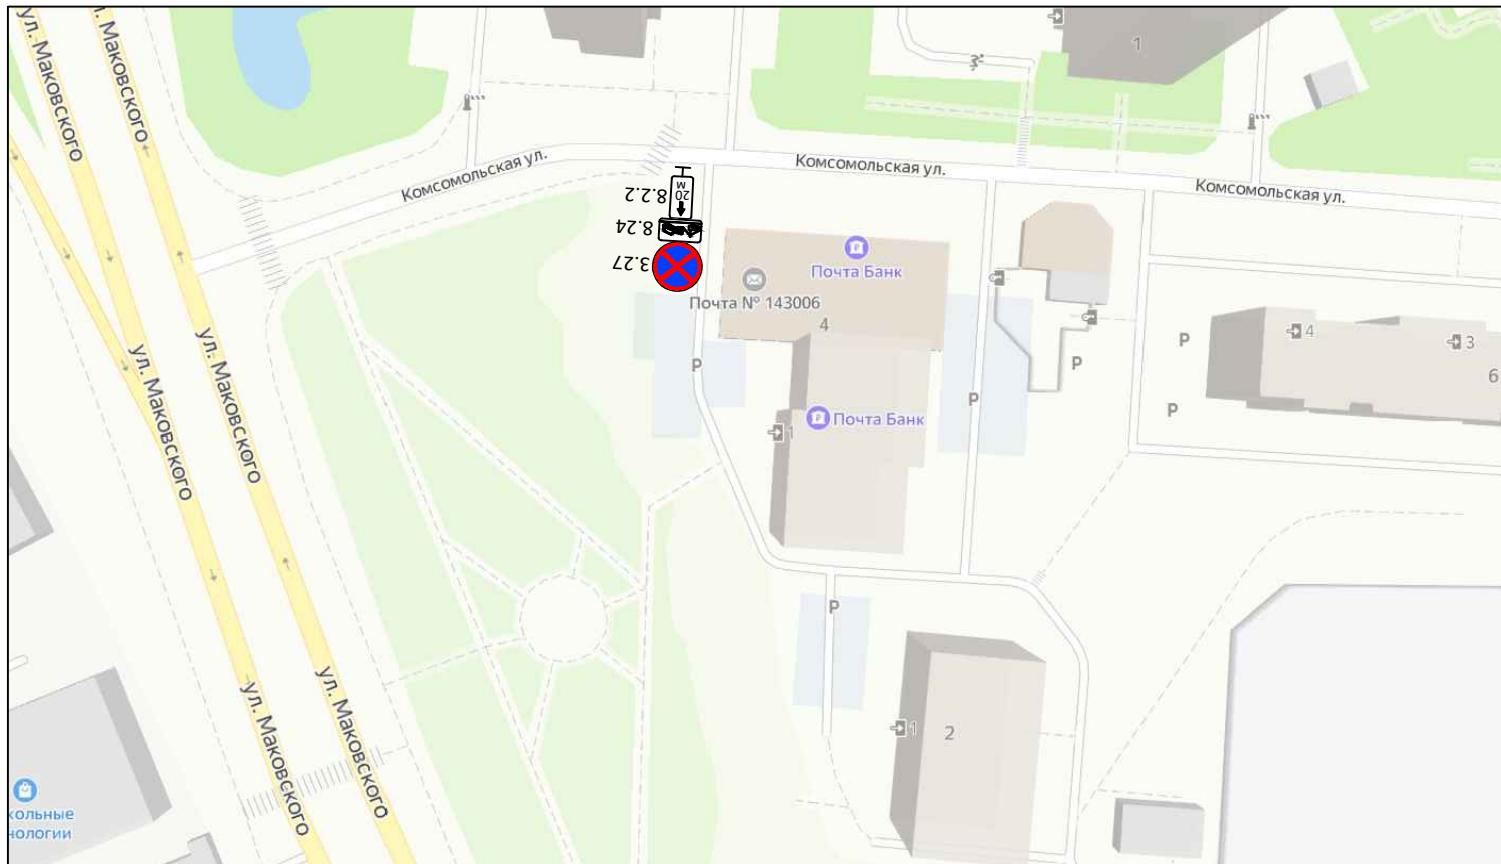 ул. Маковского
ул. Маковского
1
Комсомольская ул.
Комсомольская ул.
Комсомольская ул.
20
м
8.2.2
8.24
3.27
Почта Банк
Почта № 143006
4
4
3
6
P
P
P
P
P
ул. Маковского
ул. Маковского
Почта Банк
1
P
1
2
ул. Маковского
ул. Маковского
кольные
нологии